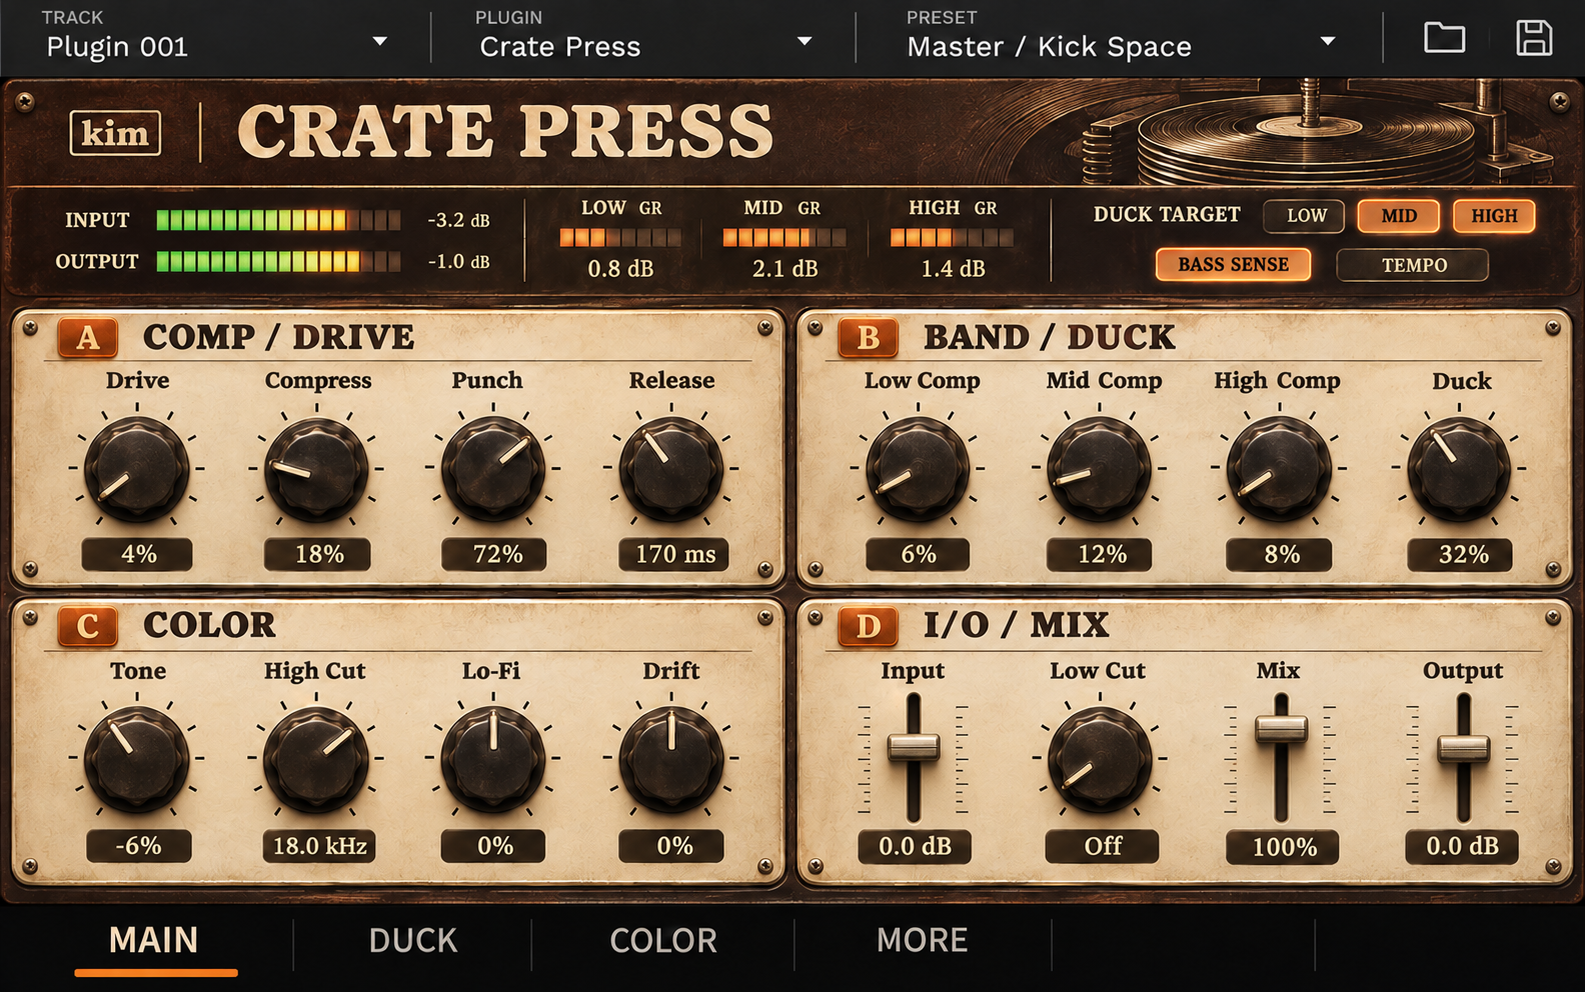 TRACK
Plugin 001
PLUGIN
Crate Press
PRESET
Master / Kick Space
kim
CRATE PRESS
INPUT -3.2 dB
OUTPUT -1.0 dB
LOW GR
0.8 dB
MID GR
2.1 dB
HIGH GR
1.4 dB
DUCK TARGET LOW MID HIGH
BASS SENSE TEMPO
A COMP / DRIVE
Drive Compress Punch Release
4% 18% 72% 170 ms
B BAND / DUCK
Low Comp Mid Comp High Comp Duck
6% 12% 8% 32%
C COLOR
Tone High Cut Lo-Fi Drift
-6% 18.0 kHz 0% 0%
D I/O / MIX
Input Low Cut Mix Output
0.0 dB Off 100% 0.0 dB
MAIN DUCK COLOR MORE